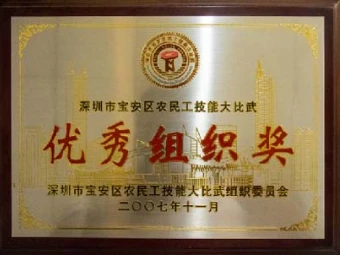 深圳市宝安区农民工技能大比武
优秀组织奖
深圳市宝安区农民工技能大比武组织委员会
二〇〇七年十一月